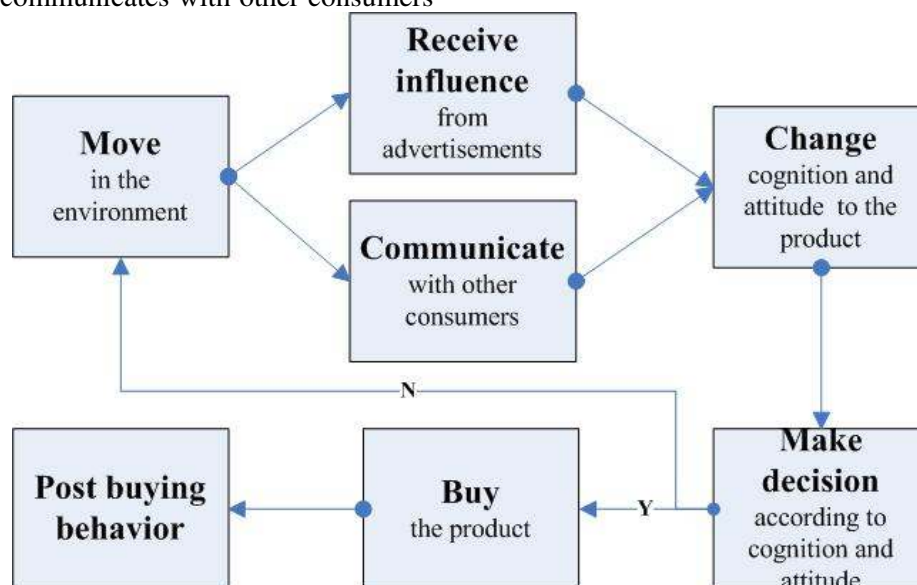 communicates with other consumers
Receive
influence
from
advertisements
Move
in the
environment
Change
cognition and
attitude to the
product
Communicate
with other
consumers
N
Post buying
behavior
Buy
the product
Y
Make
decision
according to
cognition and
attitude